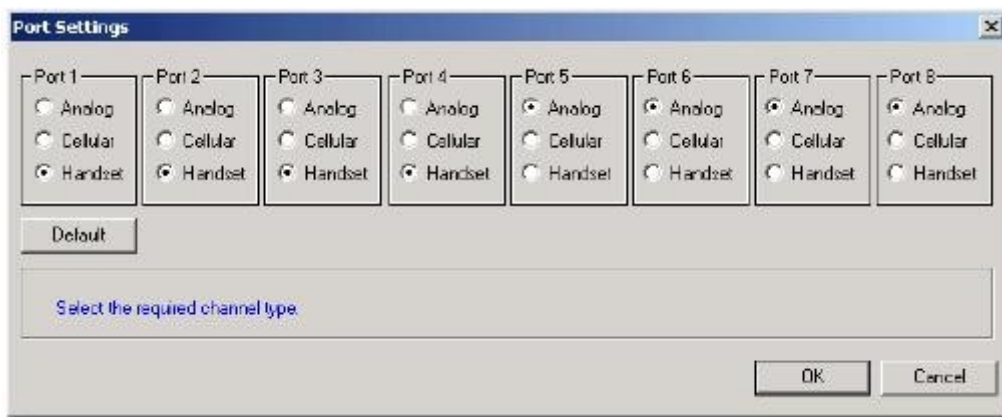 Port Settings
Port 1 Port 2 Port 3 Port 4 Port 5 Port 6 Port 7 Port 8
Analog Analog Analog Analog Analog Analog Analog Analog
Cellular Cellular Cellular Cellular Cellular Cellular Cellular Cellular
Handset Handset Handset Handset Handset Handset Handset Handset
Default
Select the required channel type.
OK Cancel